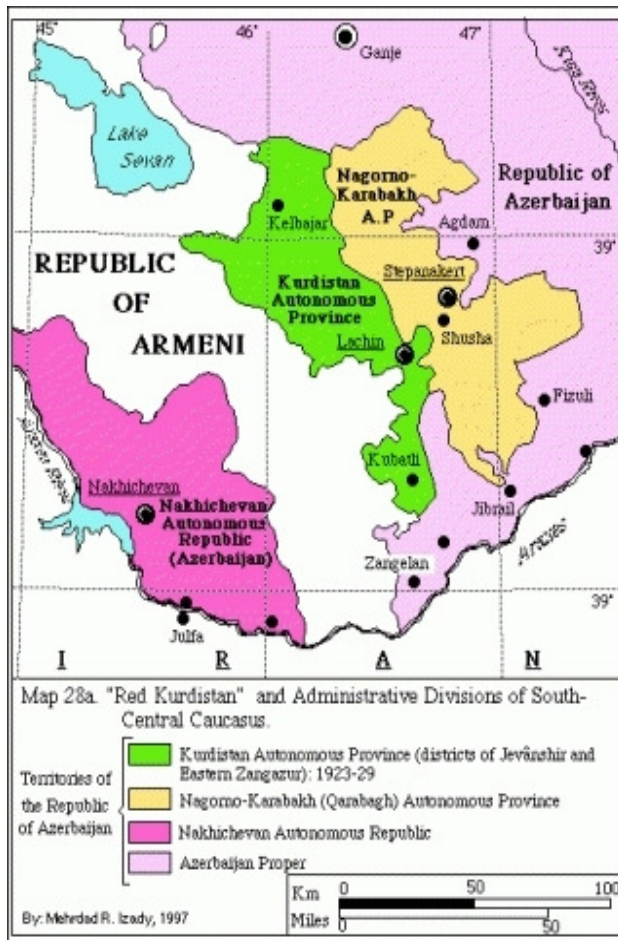 45°
46°
47°
Ganje
Kura River
Lake
Sevan
Nagorno-
Karabakh
A.P
Republic of
Azerbaijan
Kelbajar
Agdam
39°
REPUBLIC
OF
ARMENI
Kurdistan
Autonomous
Province
Stepanakert
Shusha
Lachin
Fizuli
Kubatli
Nakhichevan
Nakhichevan
Autonomous
Republic
(Azerbaijan)
Jibrail
Araxes
Zangelan
39°
Julfa
I R A N
Map 28a. "Red Kurdistan" and Administrative Divisions of South-
Central Caucasus.
Territories of
the Republic
of Azerbaijan
Kurdistan Autonomous Province (districts of Jevânshir and
Eastern Zangazur): 1923-29
Nagorno-Karabakh (Qarabagh) Autonomous Province
Nakhichevan Autonomous Republic
Azerbaijan Proper
Km 0 50 100
Miles 0 50
By: Mehrdad R. Izady, 1997